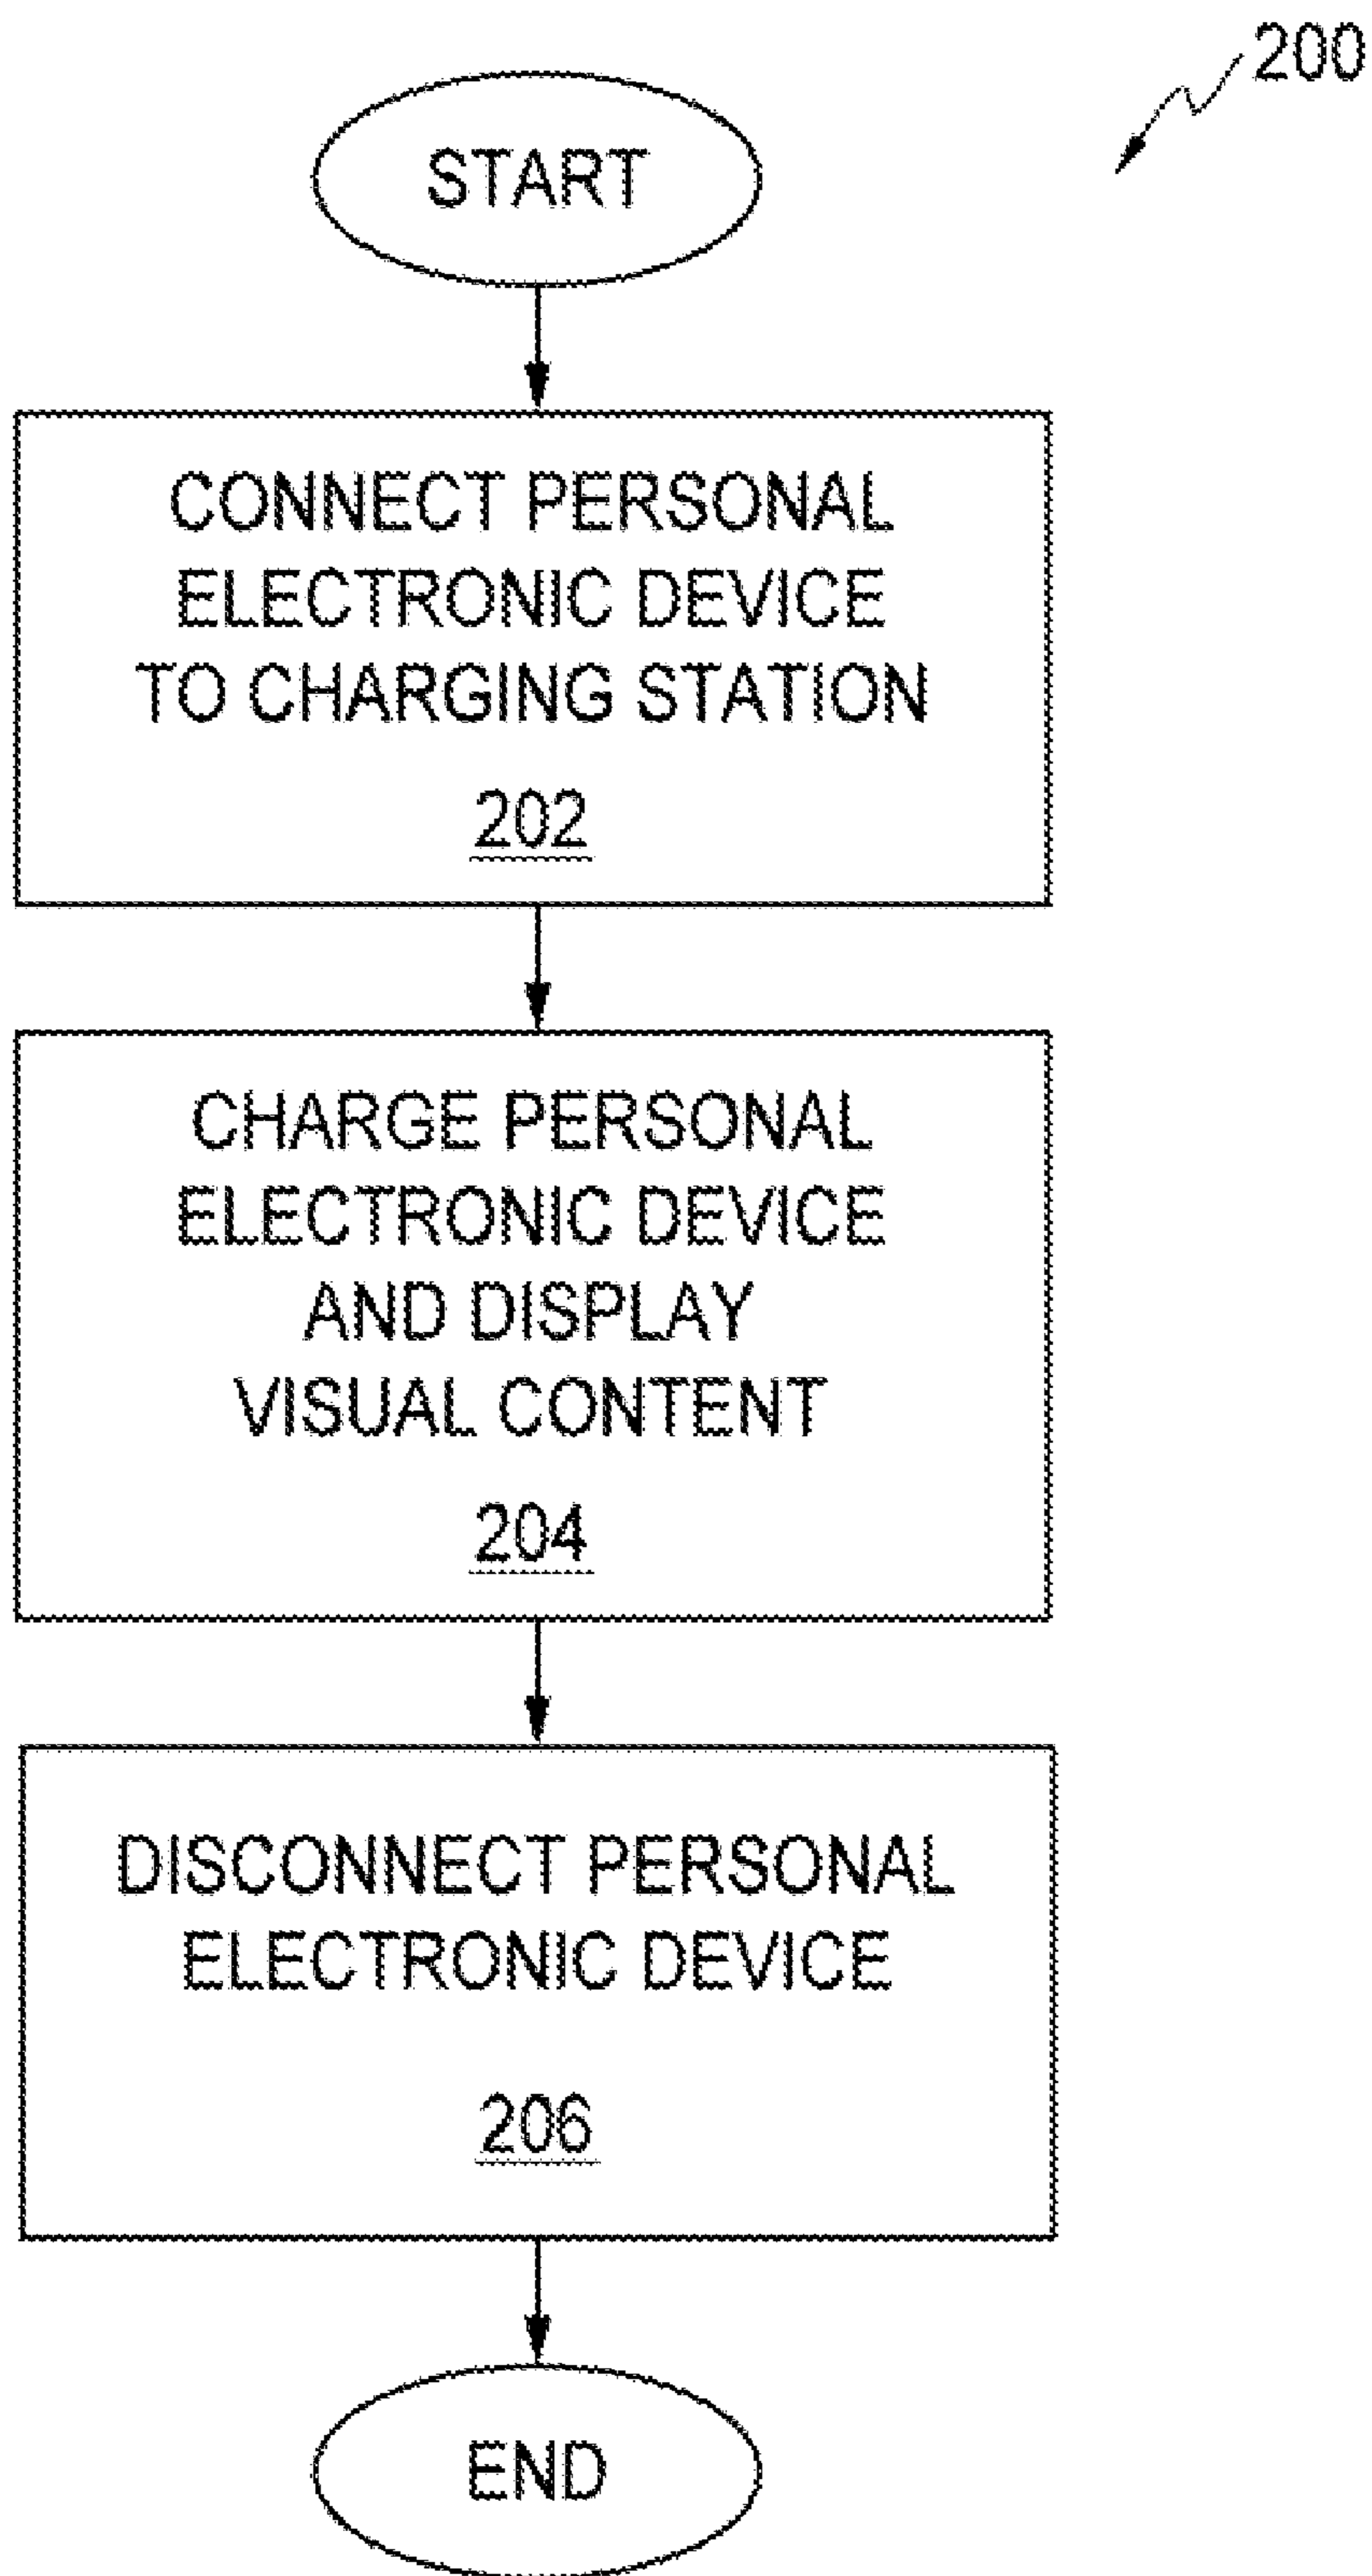 200
START
CONNECT PERSONAL
ELECTRONIC DEVICE
TO CHARGING STATION
202
CHARGE PERSONAL
ELECTRONIC DEVICE
AND DISPLAY
VISUAL CONTENT
204
DISCONNECT PERSONAL
ELECTRONIC DEVICE
206
END